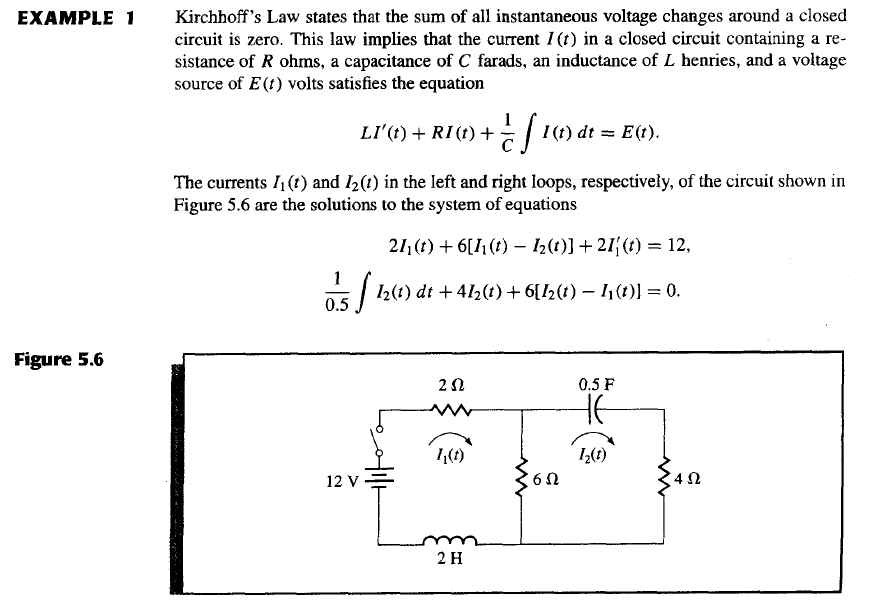 EXAMPLE 1 Kirchhoff's Law states that the sum of all instantaneous voltage changes around a closed
circuit is zero. This law implies that the current I(t) in a closed circuit containing a re-
sistance of R ohms, a capacitance of C farads, an inductance of L henries, and a voltage
source of E(t) volts satisfies the equation
LI′(t) + RI(t) + 1/C ∫ I(t) dt = E(t).
The currents I₁(t) and I₂(t) in the left and right loops, respectively, of the circuit shown in
Figure 5.6 are the solutions to the system of equations
2I₁(t) + 6[I₁(t) − I₂(t)] + 2I₁′(t) = 12,
1/0.5 ∫ I₂(t) dt + 4I₂(t) + 6[I₂(t) − I₁(t)] = 0.
Figure 5.6
2 Ω 0.5 F
I₁(t) I₂(t)
12 V 6 Ω 4 Ω
2 H